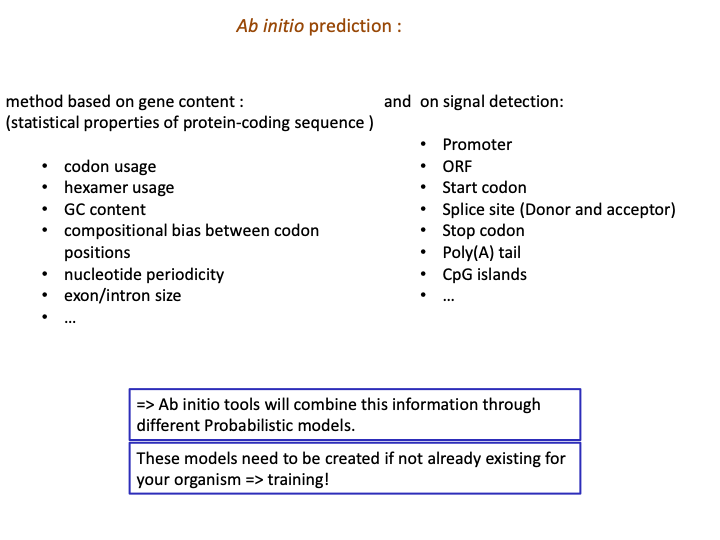 Ab initio prediction :
method based on gene content :
(statistical properties of protein-coding sequence )
• codon usage
• hexamer usage
• GC content
• compositional bias between codon
positions
• nucleotide periodicity
• exon/intron size
• ...
and  on signal detection:
• Promoter
• ORF
• Start codon
• Splice site (Donor and acceptor)
• Stop codon
• Poly(A) tail
• CpG islands
• ...
=> Ab initio tools will combine this information through
different Probabilistic models.
These models need to be created if not already existing for
your organism => training!